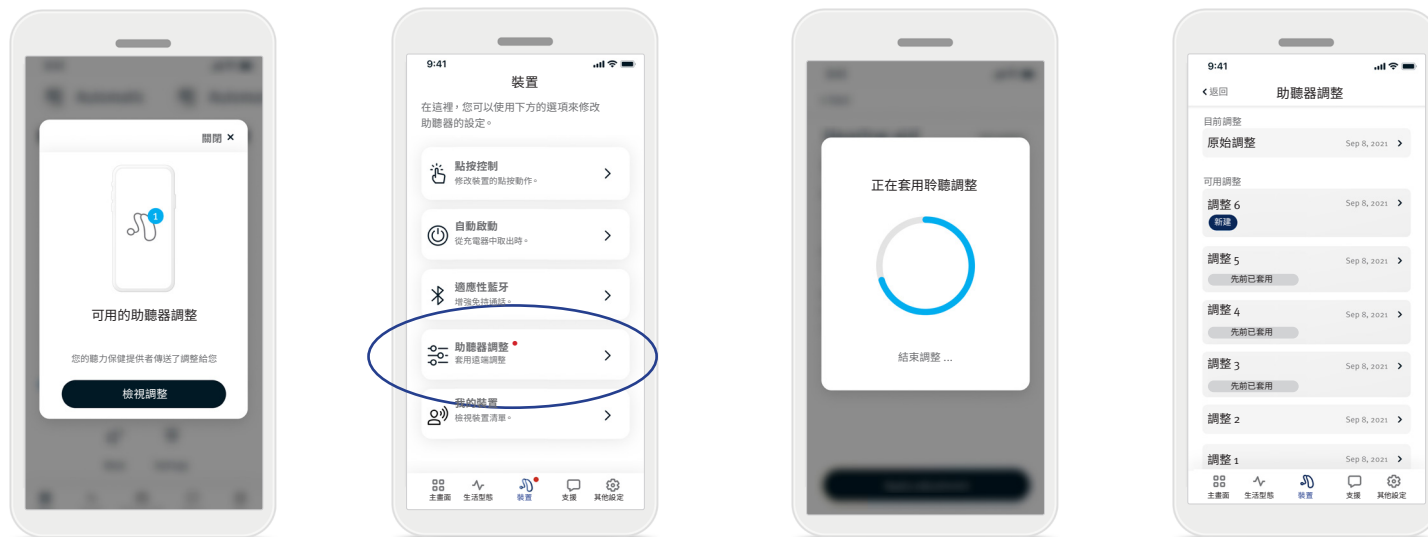 關閉 ×
1
可用的助聽器調整
您的聽力保健提供者傳送了調整給您
檢視調整
9:41
裝置
在這裡，您可以使用下方的選項來修改
助聽器的設定。
點按控制
修改裝置的點按動作。
自動啟動
從充電器中取出時。
適應性藍牙
增強免持通話。
助聽器調整
套用遠端調整
我的裝置
檢視裝置清單。
主畫面 生活型態 裝置 支援 其他設定
正在套用聆聽調整
結束調整 ...
9:41
返回 助聽器調整
目前調整
原始調整 Sep 8, 2021
可用調整
調整 6 Sep 8, 2021
新建
調整 5 Sep 8, 2021
先前已套用
調整 4 Sep 8, 2021
先前已套用
調整 3 Sep 8, 2021
先前已套用
調整 2 Sep 8, 2021
調整 1 Sep 8, 2021
主畫面 生活型態 裝置 支援 其他設定